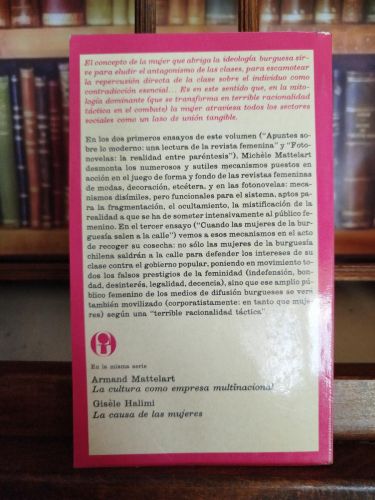 El concepto de la mujer que abriga la ideología burguesa sir-
ve para eludir el antagonismo de las clases, para escamotear
la repercusión directa de la clase sobre el individuo como
contradicción esencial... Es en este sentido que, en la mito-
logía dominante (que se transforma en terrible racionalidad
táctica en el combate) la mujer atraviesa todos los sectores
sociales como un lazo de unión tangible.
En los dos primeros ensayos de este volumen ("Apuntes so-
bre lo moderno: una lectura de la revista femenina" y "Foto-
novelas: la realidad entre paréntosis"), Michèle Mattelart
desmonta los numerosos y sutiles mecanismos puestos en
acción en el juego de forma y fondo de las revistas femeninas
de modas, decoración, etcétera, y en las fotonovelas: meca-
nismos disímiles, pero funcionales para el sistema, aptos pa-
ra la fragmentación, el ocultamiento, la mistificación de la
realidad a que se ha de someter intensivamente al público fe-
menino. En el tercer ensayo ("Cuando las mujeres de la bur-
guesía salen a la calle") vemos a esos mecanismos en el acto
de recoger su cosecha: no sólo las mujeres de la burguesía
chilena saldrán a la calle para defender los intereses de su
clase contra el gobierno popular, poniendo en movimiento to-
dos los falsos prestigios de la feminidad (indefensión, bon-
dad, desinterés, legalidad, decencia), sino que ese amplio pú-
blico femenino de los medios de difusión burgueses se verá
también movilizado (corporatistamente: en tanto que muje-
res) según una "terrible racionalidad táctica".
En la misma serie
Armand Mattelart
La cultura como empresa multinacional
Gisèle Halimi
La causa de las mujeres